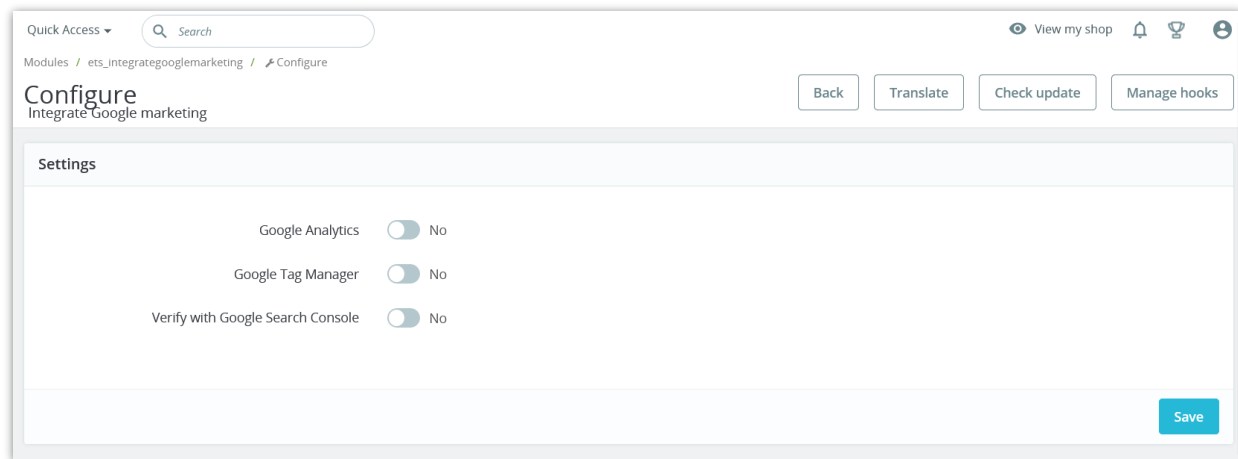 Quick Access Search View my shop
Modules / ets_integrategooglemarketing / Configure
Configure
Integrate Google marketing
Back Translate Check update Manage hooks
Settings
Google Analytics No
Google Tag Manager No
Verify with Google Search Console No
Save